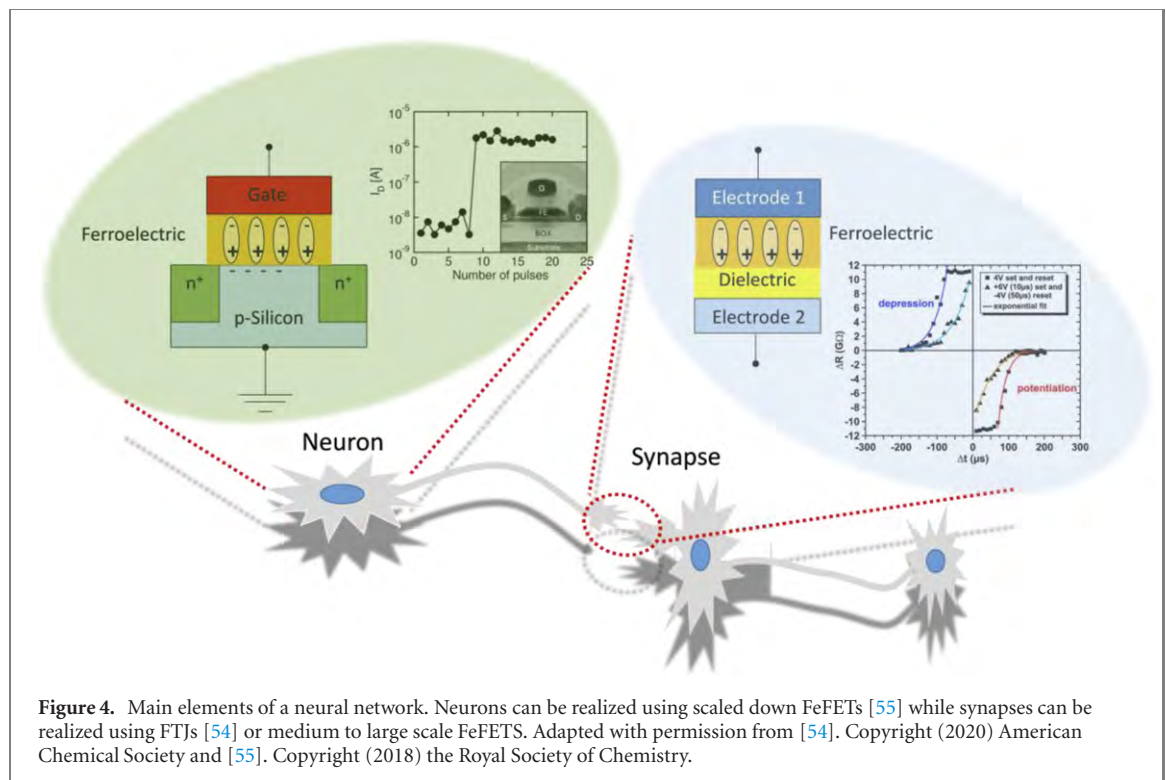 10⁻⁵
10⁻⁶
10⁻⁷
10⁻⁸
10⁻⁹
I_D [A]
0 5 10 15 20 25
Number of pulses
G
S FE D
BOX
Substrate
Gate
Ferroelectric
n⁺ n⁺
p-Silicon
Electrode 1
Ferroelectric
Dielectric
Electrode 2
12
10
8
6
4
2
0
-2
-4
-6
-8
-10
-12
ΔR (GΩ)
4V set and reset
+6V (10µs) set and
-4V (50µs) reset
exponential fit
depression
potentiation
-300 -200 -100 0 100 200 300
Δt (µs)
Neuron
Synapse
Figure 4. Main elements of a neural network. Neurons can be realized using scaled down FeFETs [55] while synapses can be
realized using FTJs [54] or medium to large scale FeFETS. Adapted with permission from [54]. Copyright (2020) American
Chemical Society and [55]. Copyright (2018) the Royal Society of Chemistry.